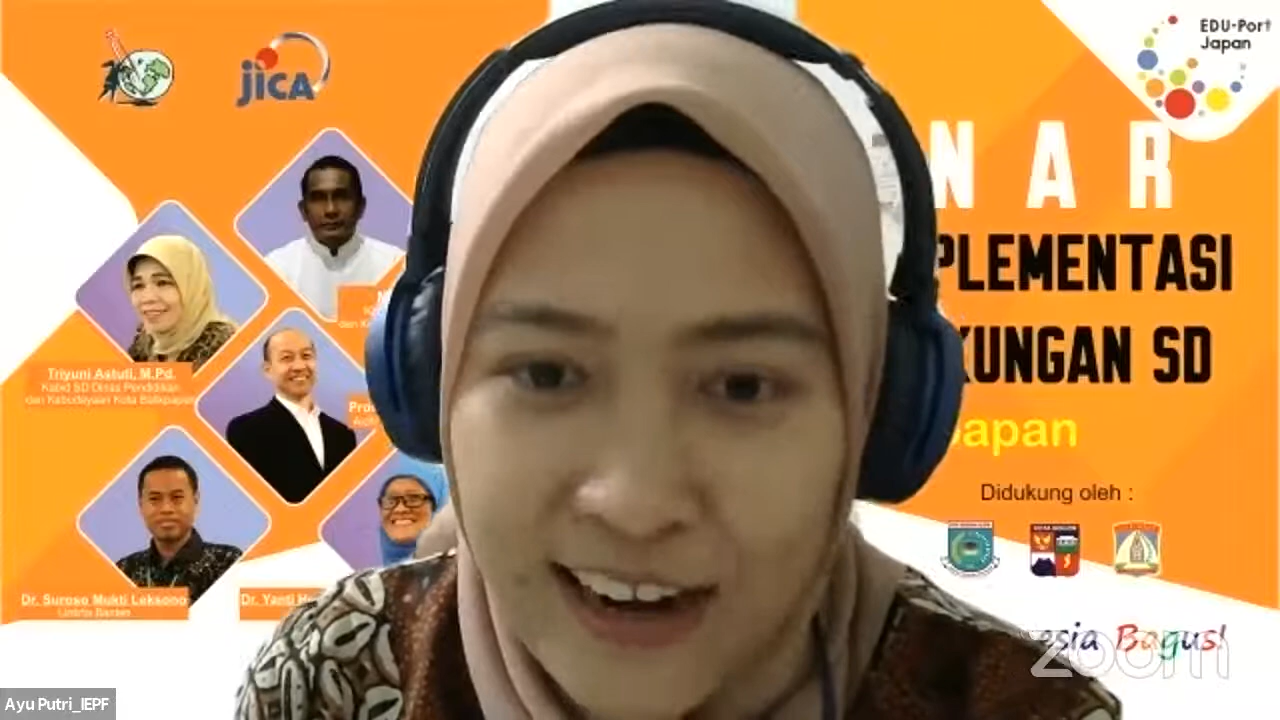 JICA
EDU-Port
Japan
NAR
PLEMENTASI
KUNGAN SD
apan
Triyuni Astuti, M.Pd.
Kabid SD Dinas Pendidikan
dan Kebudayaan Kota Balikpapan
Didukung oleh :
Dr. Suroso Mukti Leksono
Untirta Banten
Dr. Yanti
esia Bagus!
zoom
Ayu Putri_IEPF